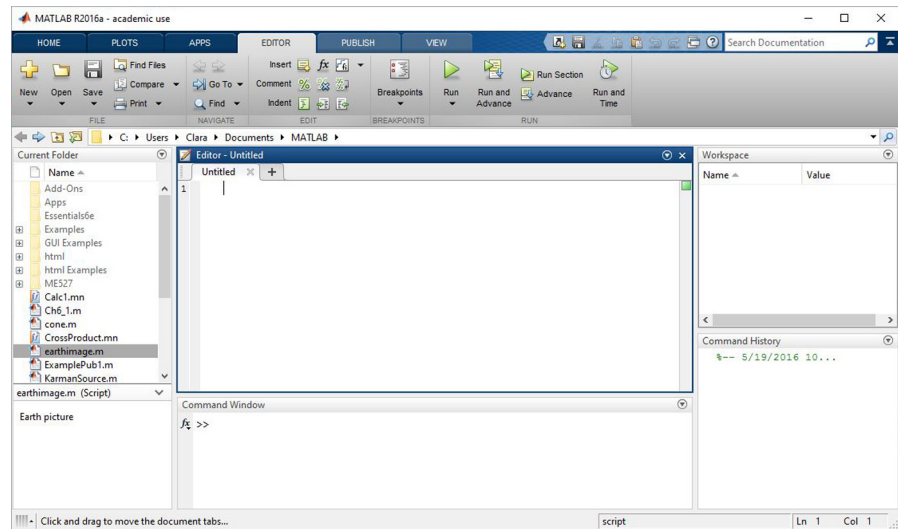 MATLAB R2016a - academic use
HOME PLOTS APPS EDITOR PUBLISH VIEW Search Documentation
New Open Save Find Files Compare Print
Go To Find
Insert fx
Comment
Indent
Breakpoints
Run
Run and Advance
Run Section
Advance
Run and Time
FILE NAVIGATE EDIT BREAKPOINTS RUN
C: Users Clara Documents MATLAB
Current Folder
Name
Add-Ons
Apps
Essentials6e
Examples
GUI Examples
html
html Examples
ME527
Calc1.mn
Ch6_1.m
cone.m
CrossProduct.mn
earthimage.m
ExamplePub1.m
KarmanSource.m
earthimage.m (Script)
Earth picture
Editor - Untitled
Untitled
1
Command Window
fx >>
Workspace
Name Value
Command History
%-- 5/19/2016 10...
Click and drag to move the document tabs...
script
Ln 1 Col 1